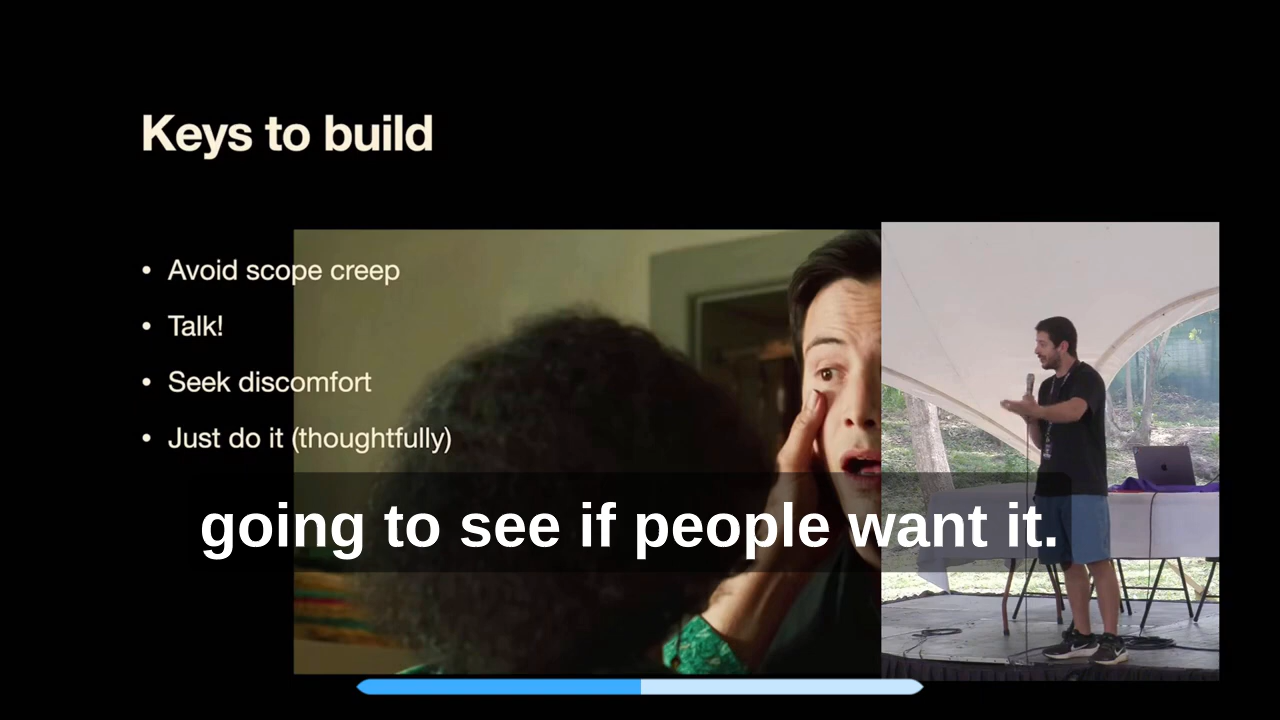 Keys to build
• Avoid scope creep
• Talk!
• Seek discomfort
• Just do it (thoughtfully)
going to see if people want it.